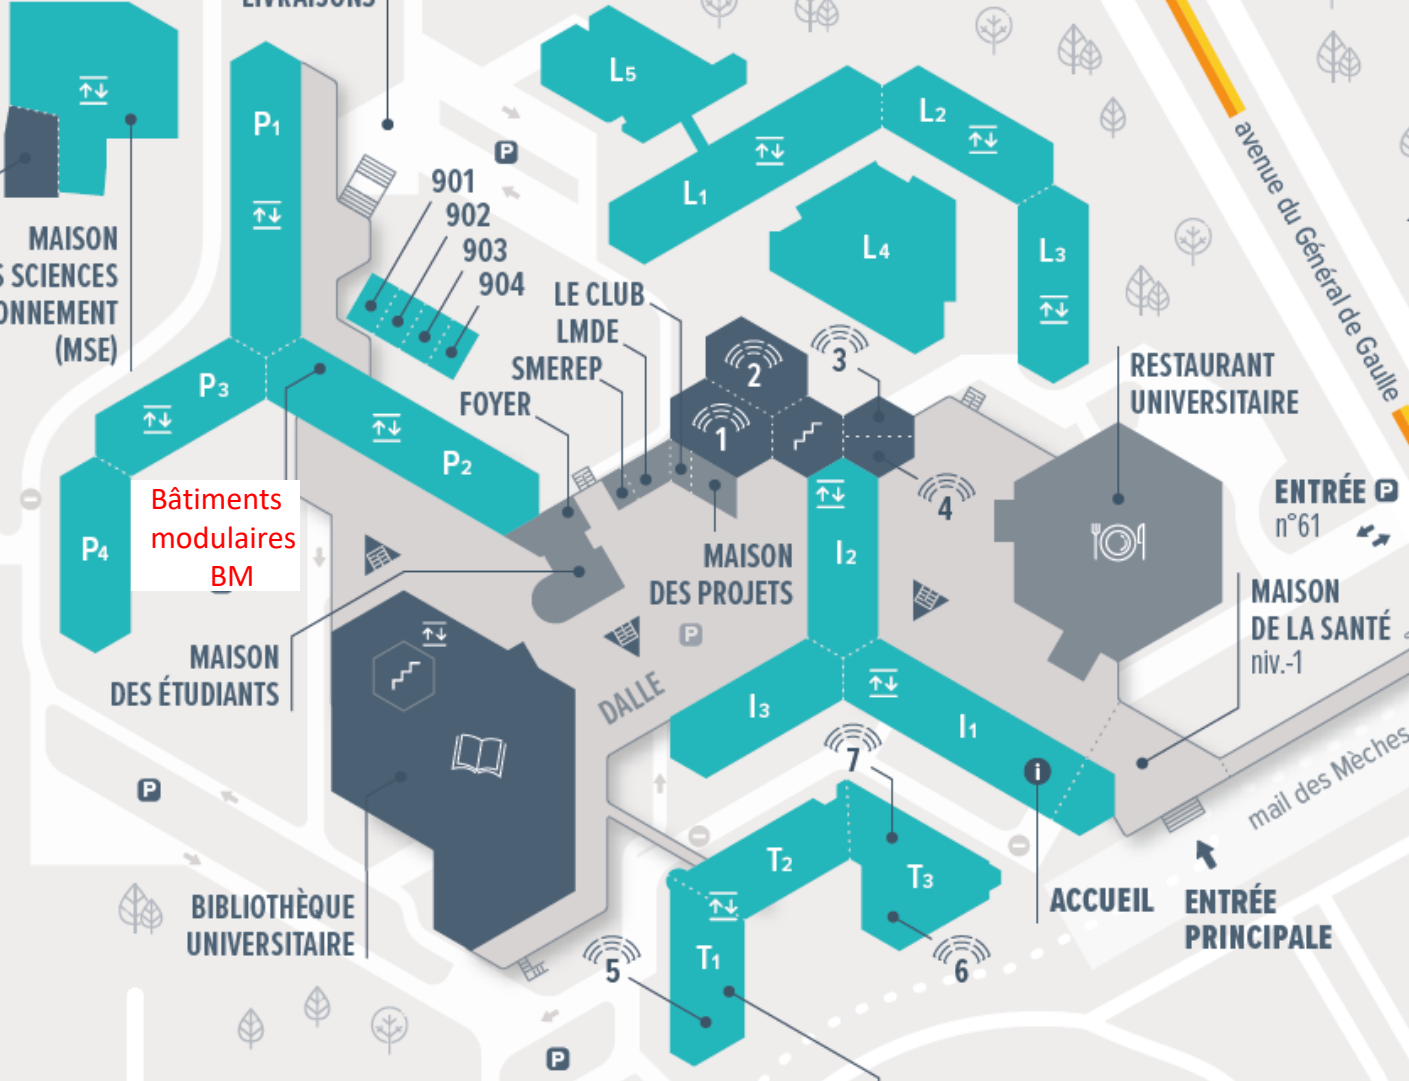 LIVRAISONS
P1
901
902
903
904
L5
L1
L2
L3
L4
avenue du Général de Gaulle
MAISON
S SCIENCES
ONNEMENT
(MSE)
LE CLUB
LMDE
SMEREP
FOYER
2
1
3
4
RESTAURANT
UNIVERSITAIRE
P3
P2
P4
Bâtiments
modulaires
BM
ENTRÉE P
n°61
I2
MAISON
DES PROJETS
P
MAISON
DE LA SANTÉ
niv.-1
MAISON
DES ÉTUDIANTS
DALLE
I3
I1
i
7
mail des Mèches
P
T2
T3
ACCUEIL
ENTRÉE
PRINCIPALE
BIBLIOTHÈQUE
UNIVERSITAIRE
T1
5
6
P
P